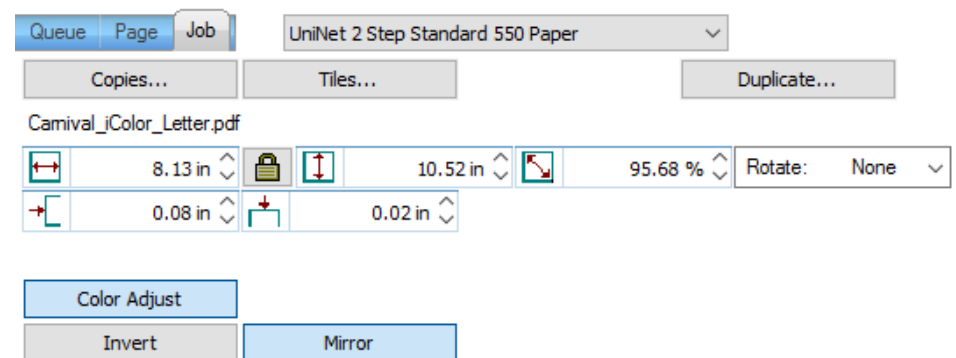 Queue Page Job UniNet 2 Step Standard 550 Paper
Copies... Tiles... Duplicate...
Carnival_iColor_Letter.pdf
8.13 in 10.52 in 95.68 % Rotate: None
0.08 in 0.02 in
Color Adjust
Invert Mirror